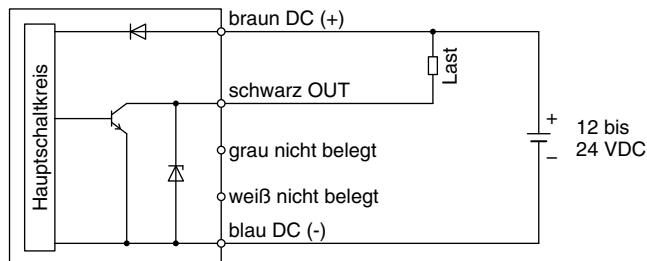 braun DC (+)
Hauptschaltkreis
Last
schwarz OUT
+
12 bis
24 VDC
−
grau nicht belegt
weiß nicht belegt
blau DC (-)